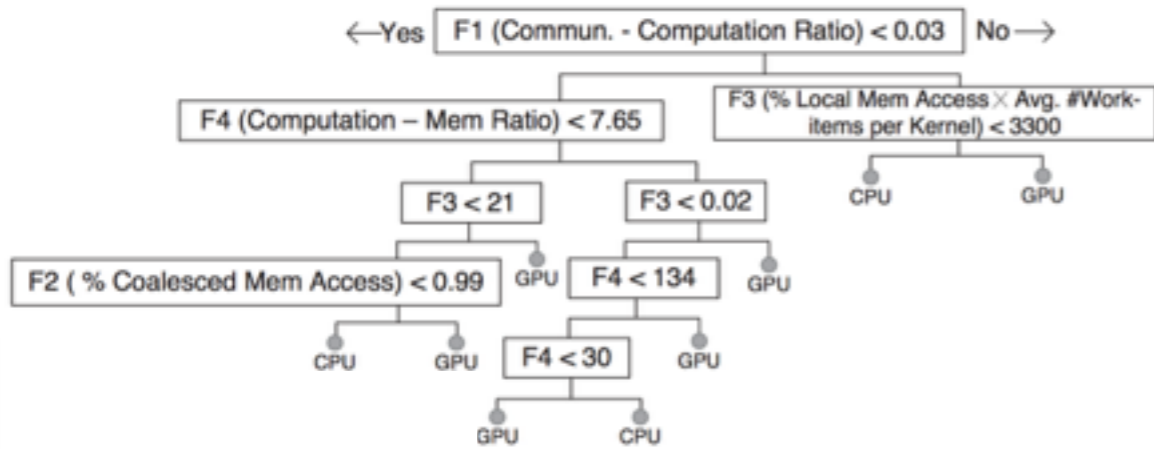 ←Yes
F1 (Commun. - Computation Ratio) < 0.03
No→
F4 (Computation – Mem Ratio) < 7.65
F3 (% Local Mem Access × Avg. #Work-
items per Kernel) < 3300
F3 < 21
F3 < 0.02
CPU
GPU
F2 ( % Coalesced Mem Access) < 0.99
GPU
F4 < 134
GPU
CPU
GPU
F4 < 30
GPU
GPU
CPU